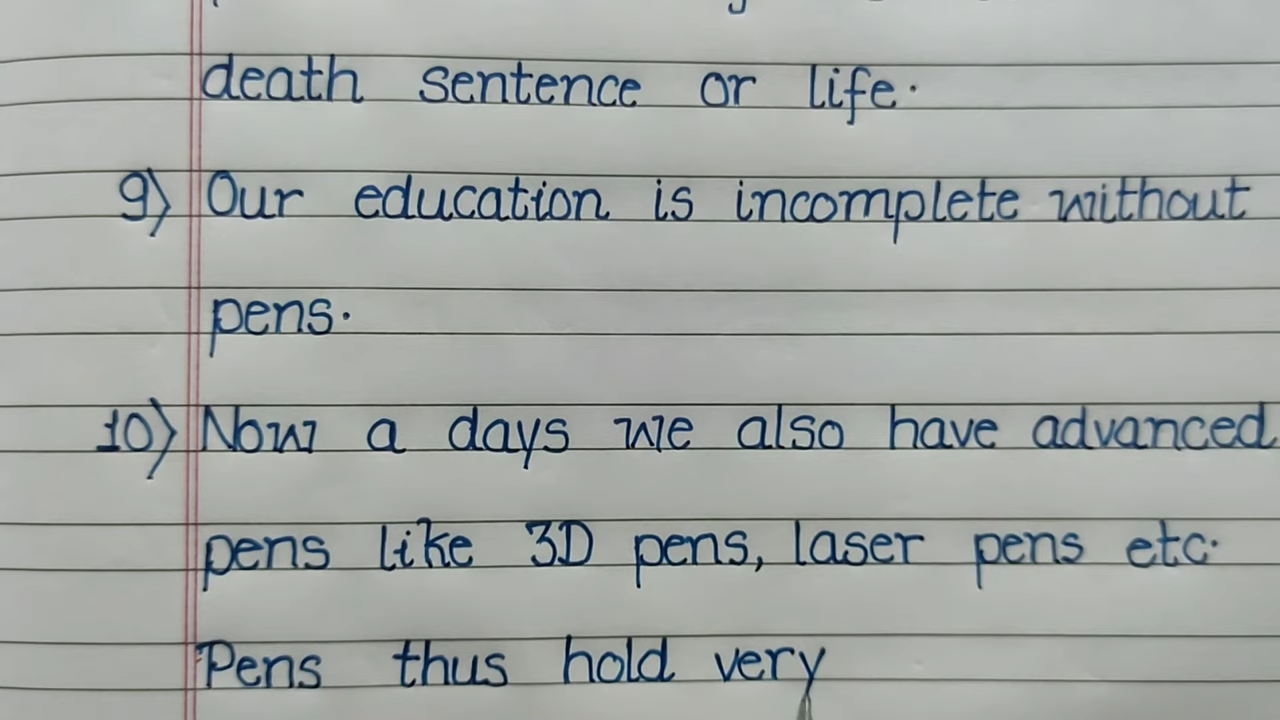 death sentence or life.
9) Our education is incomplete without
pens.
10) Now a days we also have advanced
pens like 3D pens, laser pens etc.
Pens thus hold very